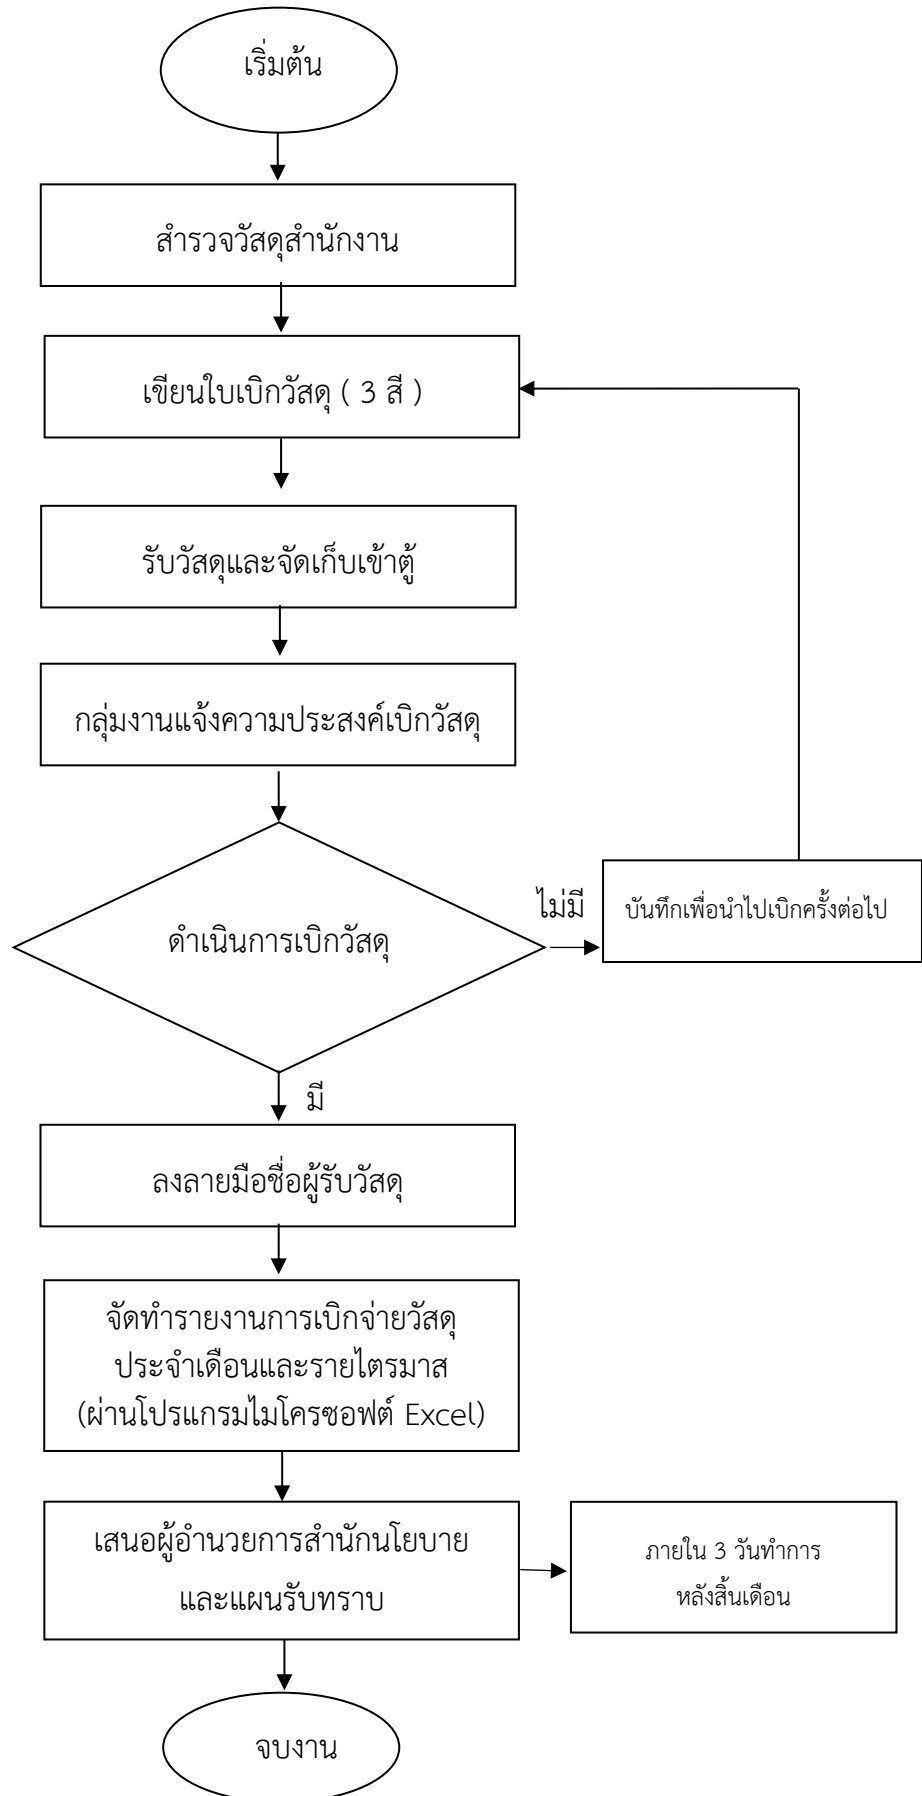 เริ่มต้น
สำรวจวัสดุสำนักงาน
เขียนใบเบิกวัสดุ ( 3 สี )
รับวัสดุและจัดเก็บเข้าตู้
กลุ่มงานแจ้งความประสงค์เบิกวัสดุ
ดำเนินการเบิกวัสดุ
ไม่มี
บันทึกเพื่อนำไปเบิกครั้งต่อไป
มี
ลงลายมือชื่อผู้รับวัสดุ
จัดทำรายงานการเบิกจ่ายวัสดุ
ประจำเดือนและรายไตรมาส
(ผ่านโปรแกรมไมโครซอฟต์ Excel)
เสนอผู้อำนวยการสำนักนโยบาย
และแผนรับทราบ
ภายใน 3 วันทำการ
หลังสิ้นเดือน
จบงาน